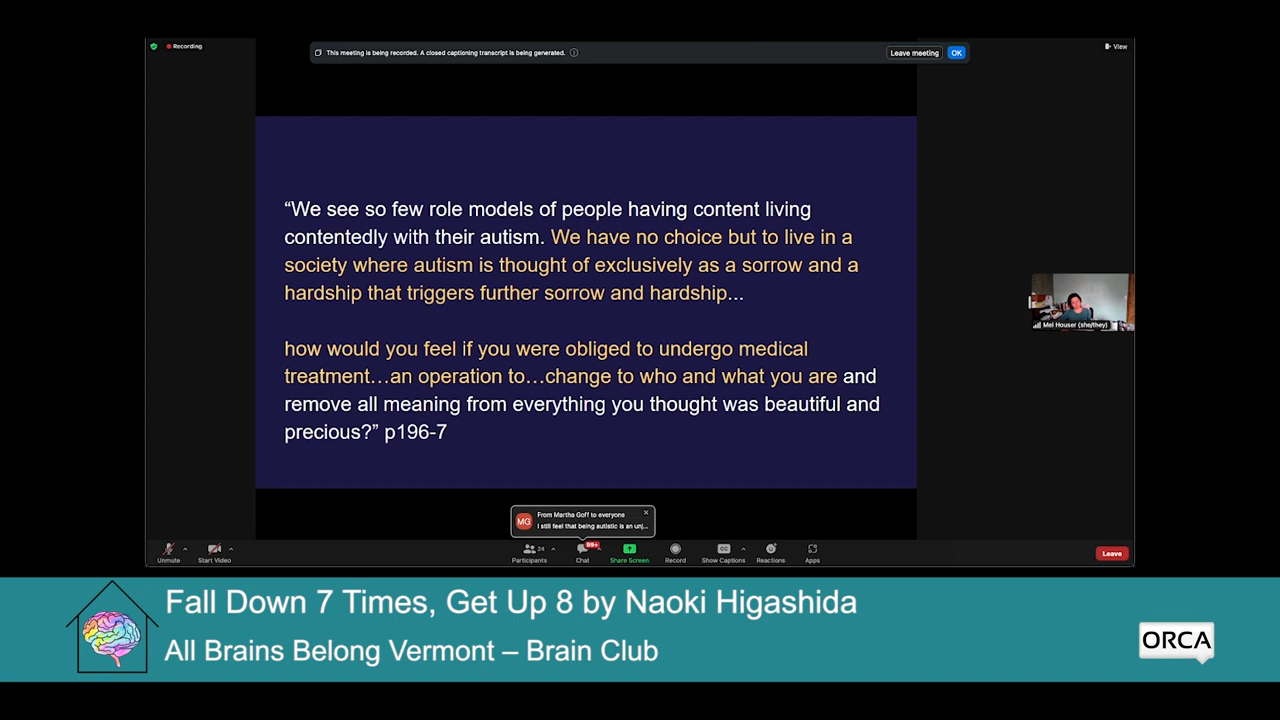 Recording
This meeting is being recorded. A closed captioning transcript is being generated.
Leave meeting
OK
View
“We see so few role models of people having content living
contentedly with their autism. We have no choice but to live in a
society where autism is thought of exclusively as a sorrow and a
hardship that triggers further sorrow and hardship...
how would you feel if you were obliged to undergo medical
treatment…an operation to…change to who and what you are and
remove all meaning from everything you thought was beautiful and
precious?” p196-7
Mel Houser (she/they)
MG
From Martha Goff to everyone
I still feel that being autistic is an unj...
24
99+
CC
Unmute
Start Video
Participants
Chat
Share Screen
Record
Show Captions
Reactions
Apps
Leave
Fall Down 7 Times, Get Up 8 by Naoki Higashida
All Brains Belong Vermont – Brain Club
ORCA